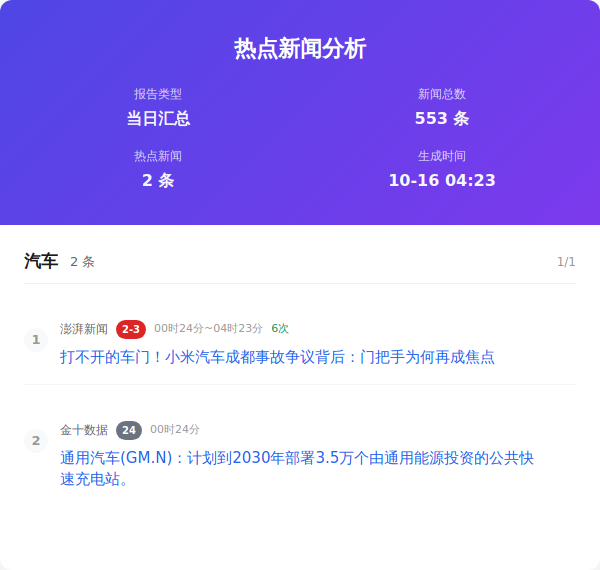 热点新闻分析
报告类型
新闻总数
当日汇总
553 条
热点新闻
生成时间
2 条
10-16 04:23
汽车 2 条 1/1
1
澎湃新闻 2-3 00时24分~04时23分 6次
打不开的车门！小米汽车成都事故争议背后：门把手为何再成焦点
2
金十数据 24 00时24分
通用汽车(GM.N)：计划到2030年部署3.5万个由通用能源投资的公共快
速充电站。